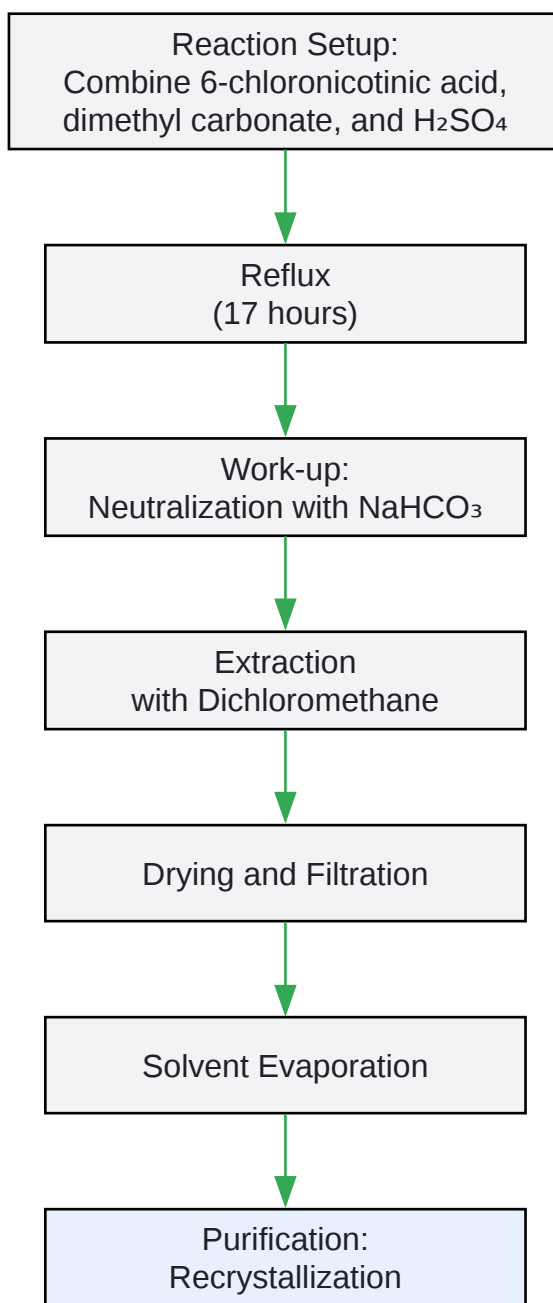 Reaction Setup:
Combine 6-chloronicotinic acid,
dimethyl carbonate, and H₂SO₄
Reflux
(17 hours)
Work-up:
Neutralization with NaHCO₃
Extraction
with Dichloromethane
Drying and Filtration
Solvent Evaporation
Purification:
Recrystallization